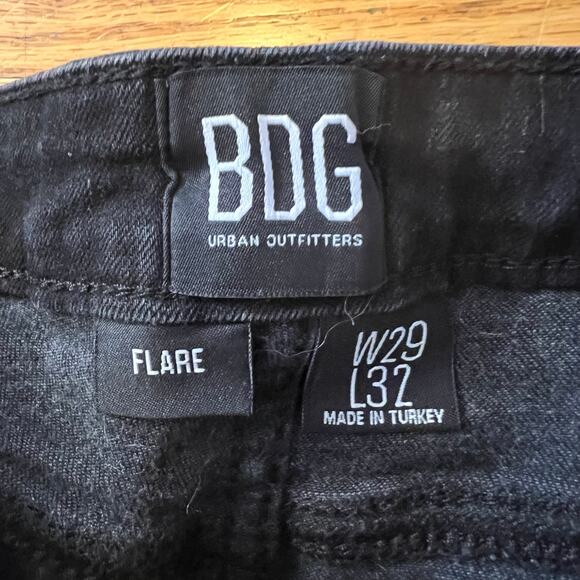 BDG
URBAN OUTFITTERS
FLARE
W29
L32
MADE IN TURKEY